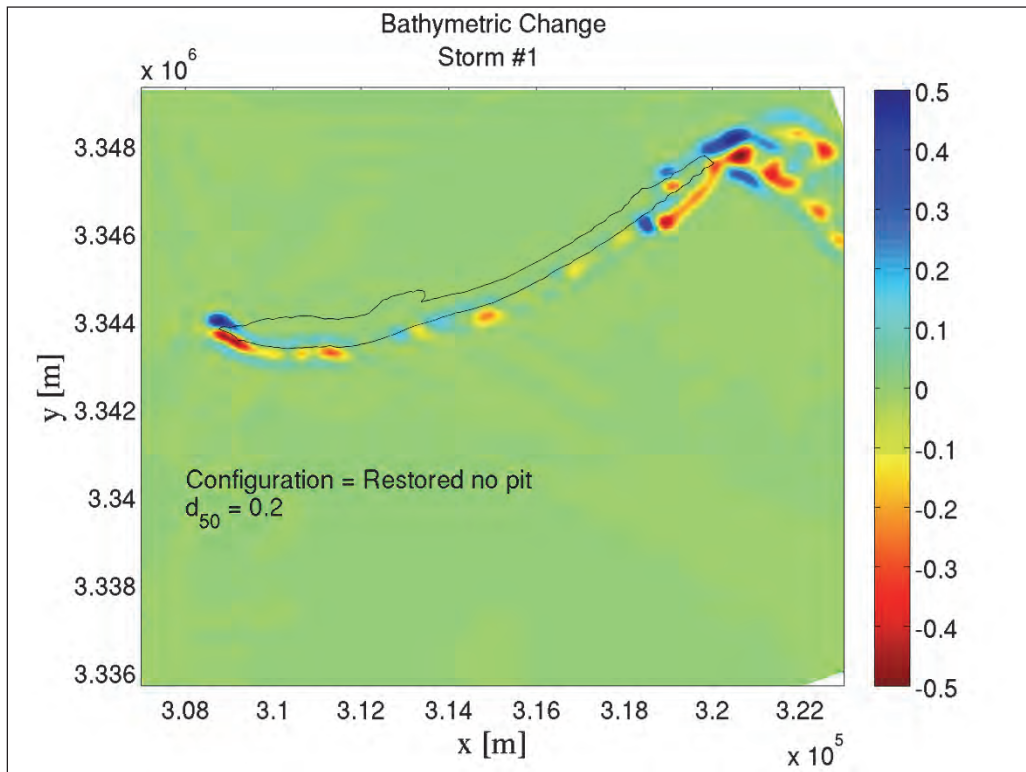 Bathymetric Change
Storm #1
x 10^6
3.348
3.346
3.344
3.342
3.34
3.338
3.336
y [m]
Configuration = Restored no pit
d_50 = 0.2
3.08 3.1 3.12 3.14 3.16 3.18 3.2 3.22
x [m]
x 10^5
0.5
0.4
0.3
0.2
0.1
0
-0.1
-0.2
-0.3
-0.4
-0.5